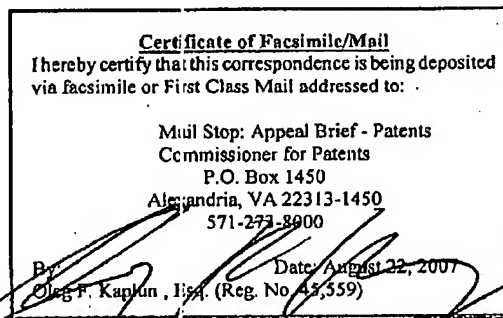 Certificate of Facsimile/Mail
I hereby certify that this correspondence is being deposited
via facsimile or First Class Mail addressed to:
Mail Stop: Appeal Brief - Patents
Commissioner for Patents
P.O. Box 1450
Alexandria, VA 22313-1450
571-273-8000
By: Date: August 22, 2007
Oleg F. Kaplun , Esq. (Reg. No. 45,559)